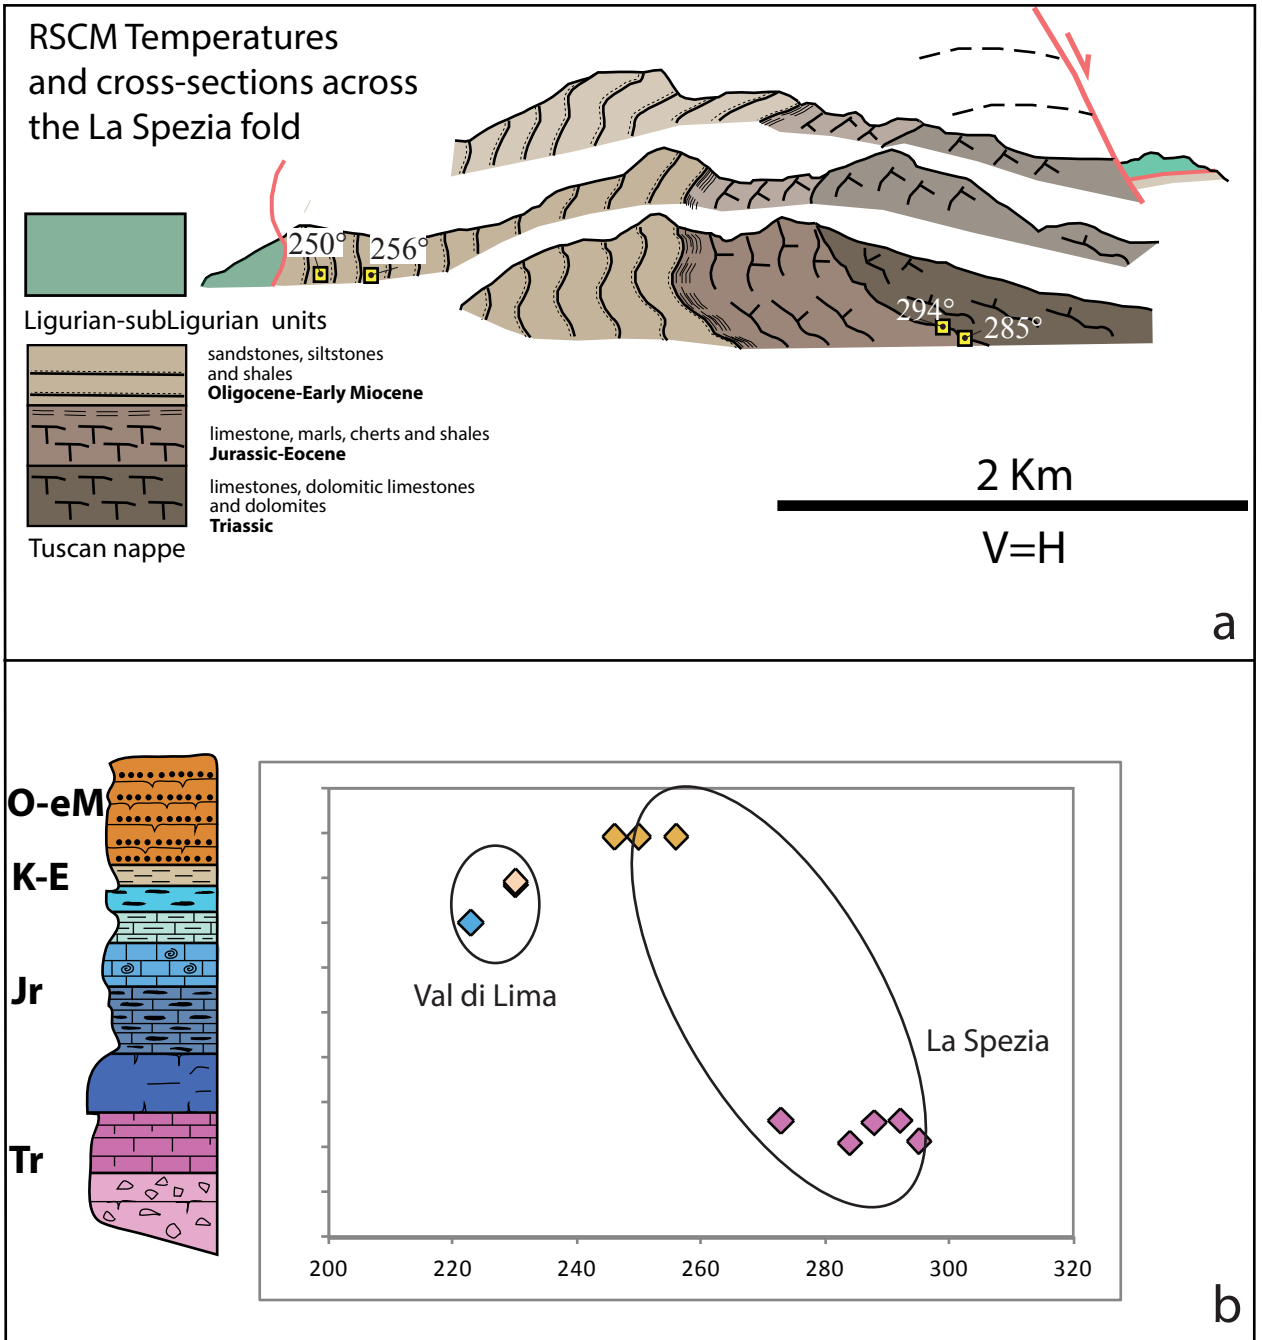 RSCM Temperatures
and cross-sections across
the La Spezia fold
250°
256°
294°
285°
Ligurian-subLigurian units
sandstones, siltstones
and shales
Oligocene-Early Miocene
limestone, marls, cherts and shales
Jurassic-Eocene
limestones, dolomitic limestones
and dolomites
Triassic
Tuscan nappe
2 Km
V=H
a
O-eM
K-E
Jr
Tr
Val di Lima
La Spezia
200 220 240 260 280 300 320
b